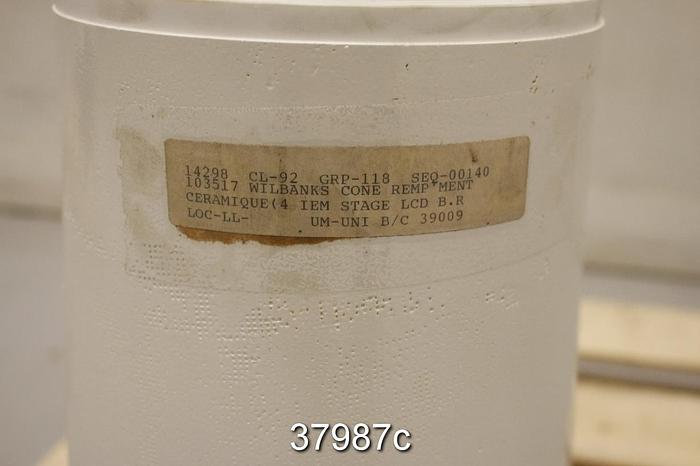 14298 CL-92 GRP-118 SEQ-00140
103517 WILBANKS CONE REMP'MENT
CERAMIQUE(4 IEM STAGE LCD B.R
LOC-LL- UM-UNI B/C 39009
37987c